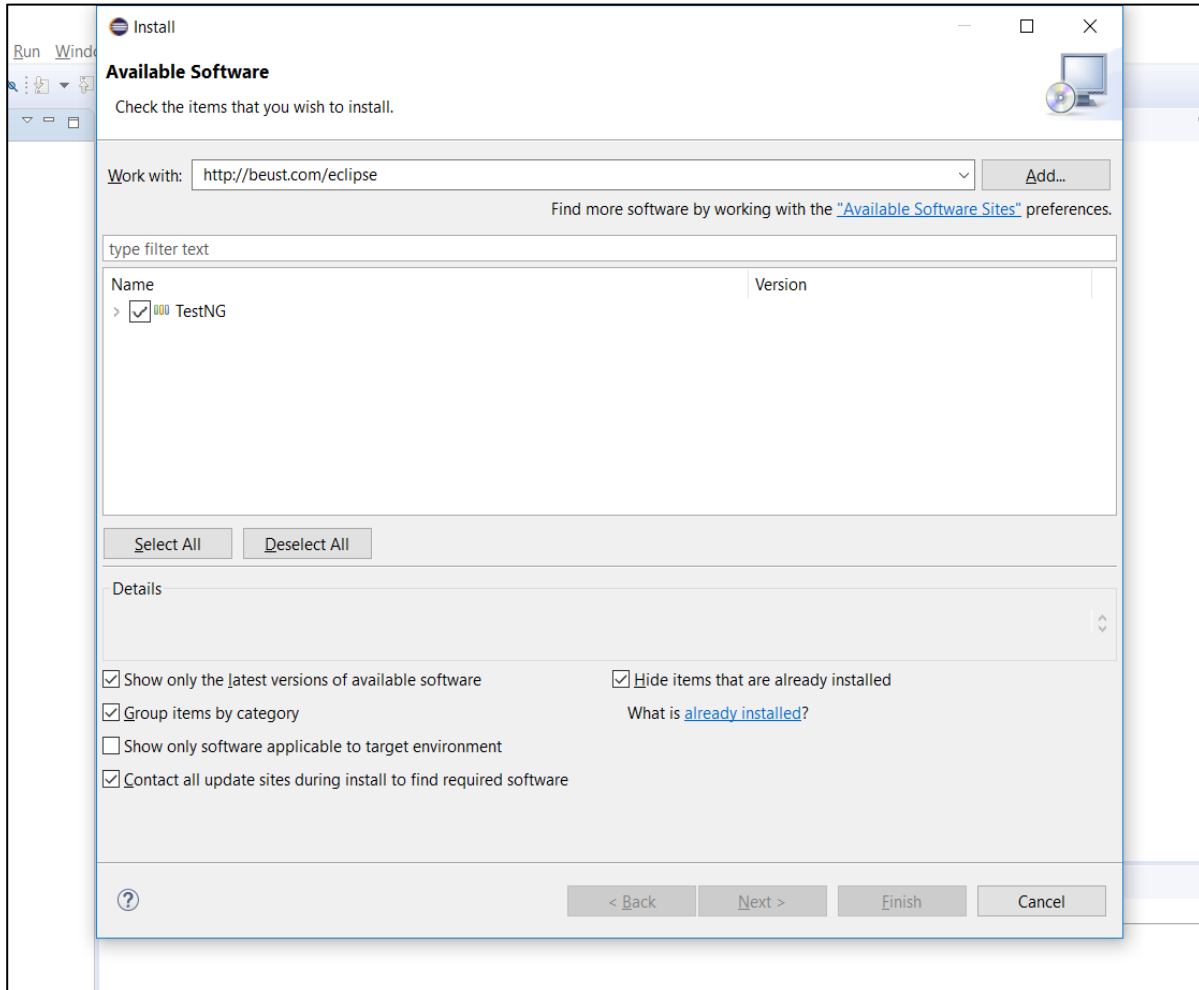 Install
Run Windo
Available Software
Check the items that you wish to install.
Work with: http://beust.com/eclipse Add...
Find more software by working with the "Available Software Sites" preferences.
type filter text
Name Version
TestNG
Select All Deselect All
Details
Show only the latest versions of available software Hide items that are already installed
Group items by category What is already installed?
Show only software applicable to target environment
Contact all update sites during install to find required software
? < Back Next > Finish Cancel